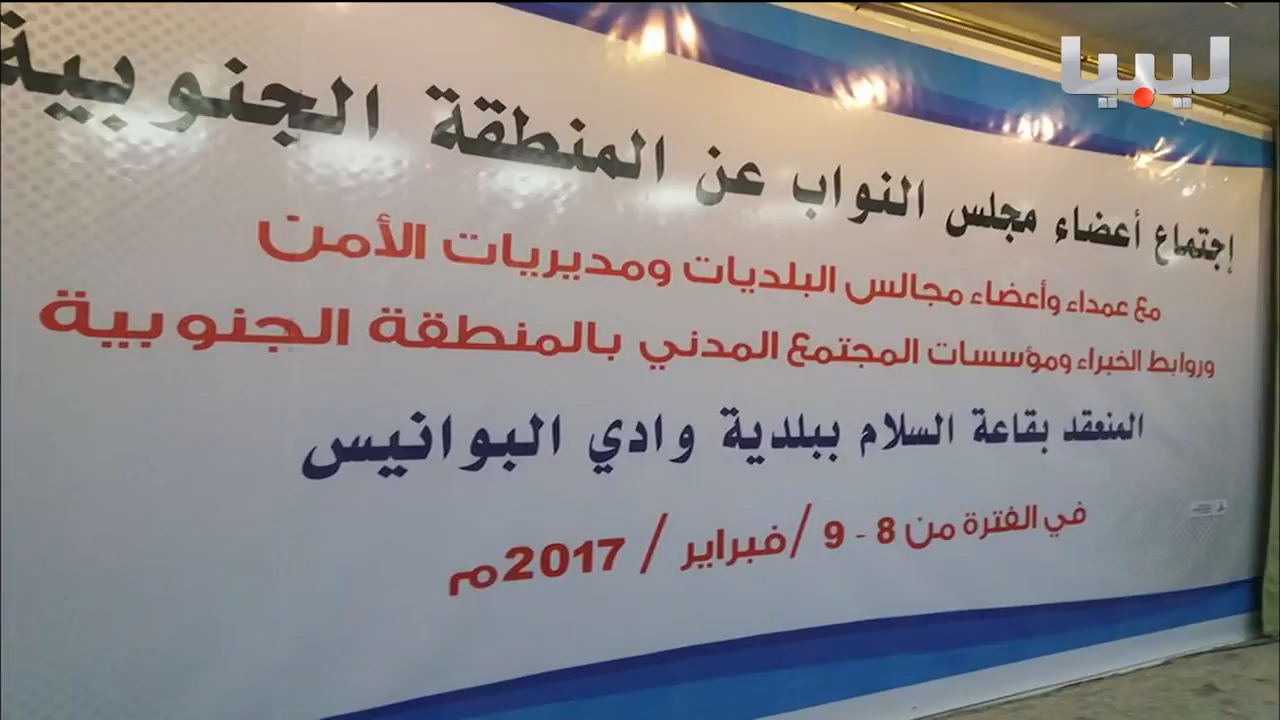 ليبيا
إجتماع أعضاء مجلس النواب عن المنطقة الجنوبية
مع عمداء وأعضاء مجالس البلديات ومديريات الأمن
وروابط الخبراء ومؤسسات المجتمع المدني بالمنطقة الجنوبية
المنعقد بقاعة السلام ببلدية وادي البوانيس
في الفترة من 8 - 9 /فبراير / 2017م